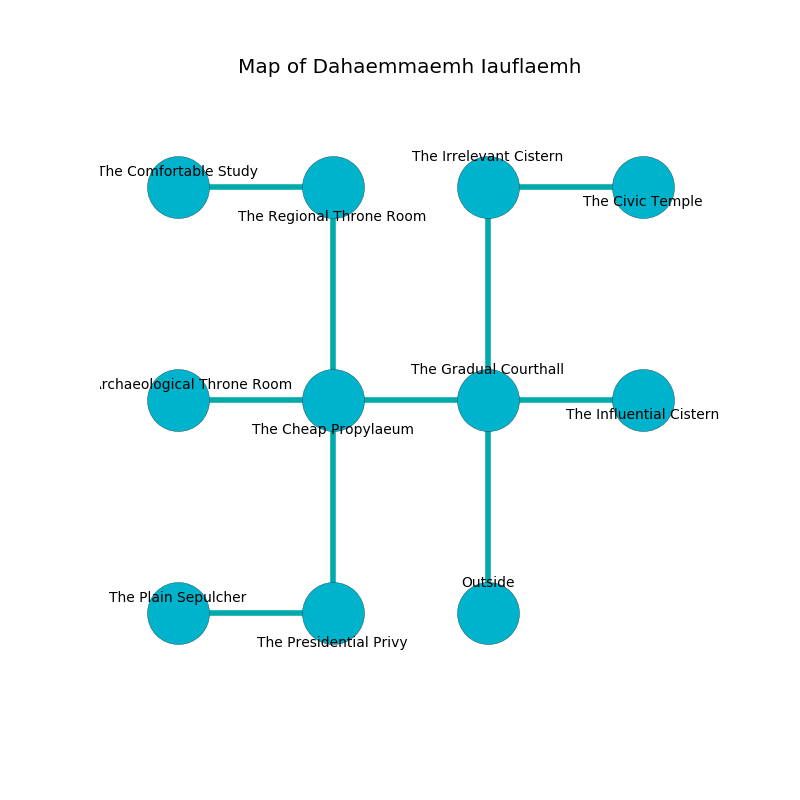 Map of Dahaemmaemh Iauflaemh
The Irrelevant Cistern
The Comfortable Study
The Civic Temple
The Regional Throne Room
The Gradual Courthall
Throne Room
The Influential Cistern
The Cheap Propylaeum
Outside
The Plain Sepulcher
The Presidential Privy